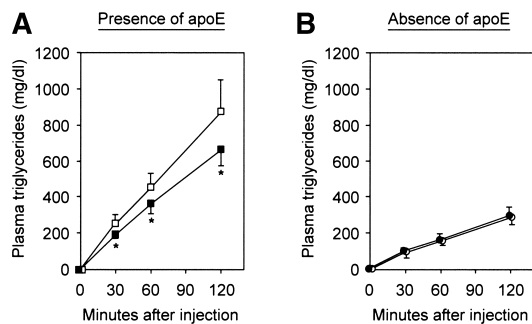 A
Presence of apoE
Plasma triglycerides (mg/dl)
1200
1000
800
600
400
200
0
*
*
*
0 30 60 90 120
Minutes after injection
B
Absence of apoE
Plasma triglycerides (mg/dl)
1200
1000
800
600
400
200
0
0 30 60 90 120
Minutes after injection